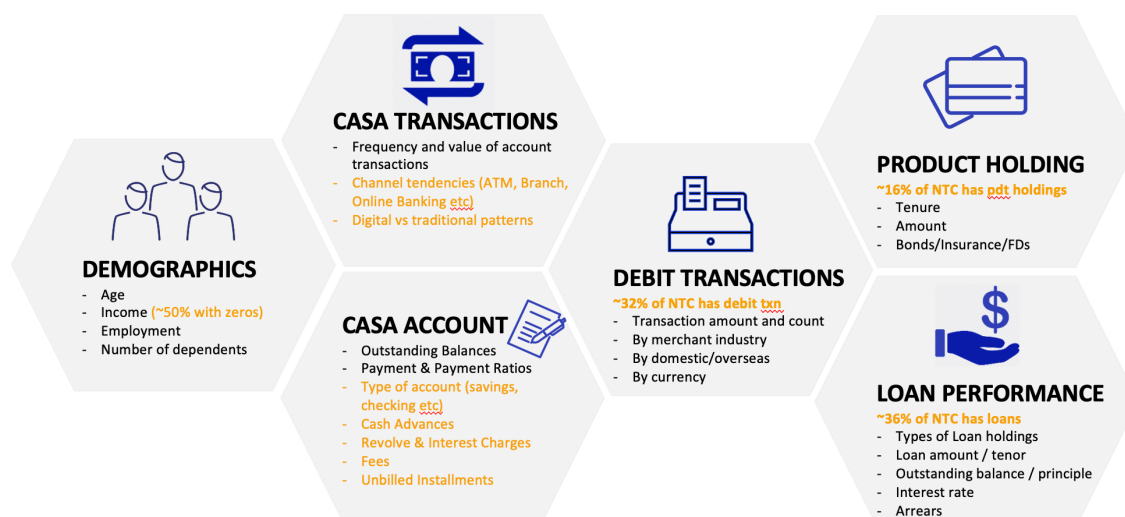 DEMOGRAPHICS
- Age
- Income (~50% with zeros)
- Employment
- Number of dependents
CASA TRANSACTIONS
- Frequency and value of account
transactions
- Channel tendencies (ATM, Branch,
Online Banking etc)
- Digital vs traditional patterns
CASA ACCOUNT
- Outstanding Balances
- Payment & Payment Ratios
- Type of account (savings,
checking etc)
- Cash Advances
- Revolve & Interest Charges
- Fees
- Unbilled Installments
DEBIT TRANSACTIONS
~32% of NTC has debit txn
- Transaction amount and count
- By merchant industry
- By domestic/overseas
- By currency
PRODUCT HOLDING
~16% of NTC has pdt holdings
- Tenure
- Amount
- Bonds/Insurance/FDs
$
LOAN PERFORMANCE
~36% of NTC has loans
- Types of Loan holdings
- Loan amount / tenor
- Outstanding balance / principle
- Interest rate
- Arrears